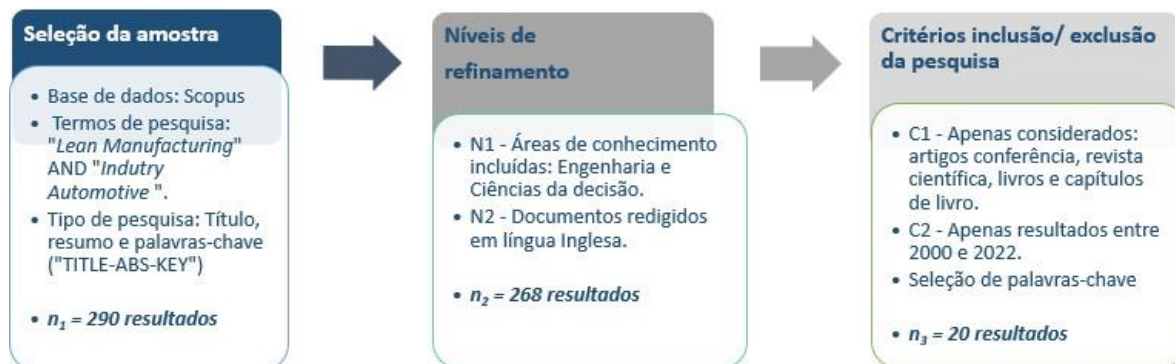 Seleção da amostra
• Base de dados: Scopus
• Termos de pesquisa:
"Lean Manufacturing"
AND "Indutry
Automotive ".
• Tipo de pesquisa: Título,
resumo e palavras-chave
("TITLE-ABS-KEY")
• n₁ = 290 resultados
Níveis de
refinamento
• N1 - Áreas de conhecimento
incluídas: Engenharia e
Ciências da decisão.
• N2 - Documentos redigidos
em língua Inglesa.
• n₂ = 268 resultados
Critérios inclusão/ exclusão
da pesquisa
• C1 - Apenas considerados:
artigos conferência, revista
científica, livros e capítulos
de livro.
• C2 - Apenas resultados entre
2000 e 2022.
• Seleção de palavras-chave
• n₃ = 20 resultados